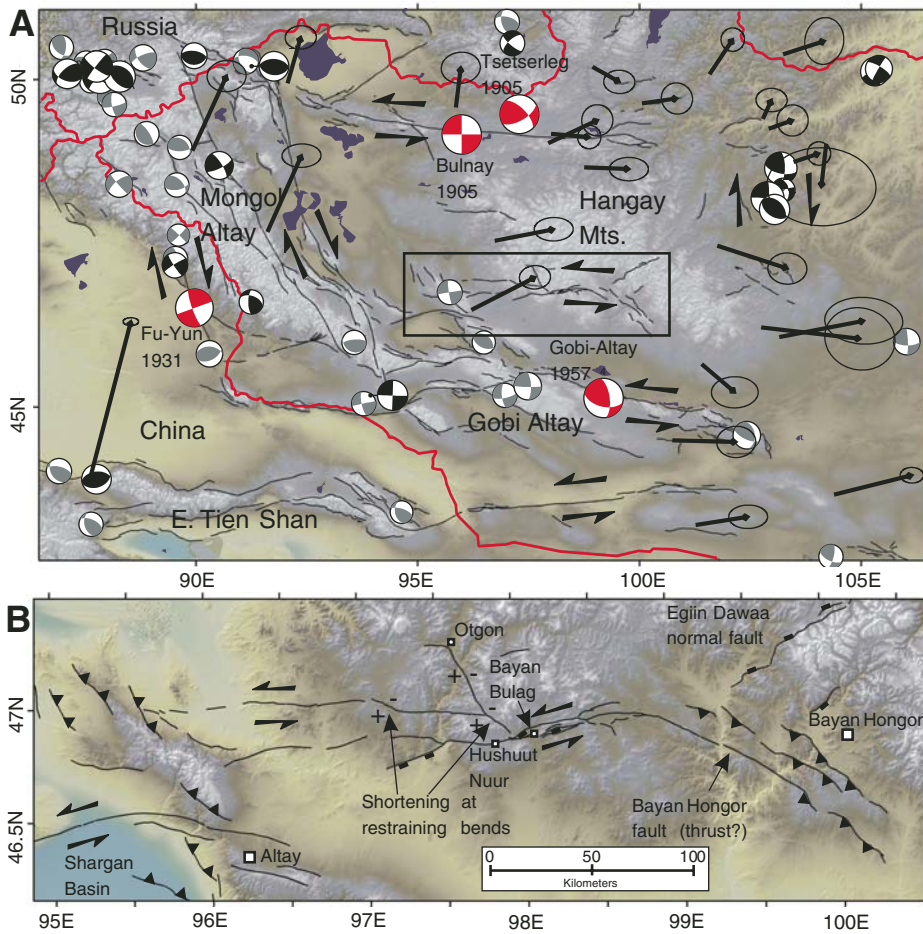 A
Russia
50N
Tsetserleg
1905
Bulnay
1905
Mongol
Altay
Hangay
Mts.
Fu-Yun
1931
Gobi-Altay
1957
45N
China
Gobi Altay
E. Tien Shan
90E
95E
100E
105E
B
Otgon
Egiin Dawaa
normal fault
Bayan
Bulag
47N
Bayan Hongor
Hushuut
Nuur
Shortening at
restraining bends
Bayan Hongor
fault (thrust?)
46.5N
Shargan
Basin
Altay
0 50 100
Kilometers
95E
96E
97E
98E
99E
100E